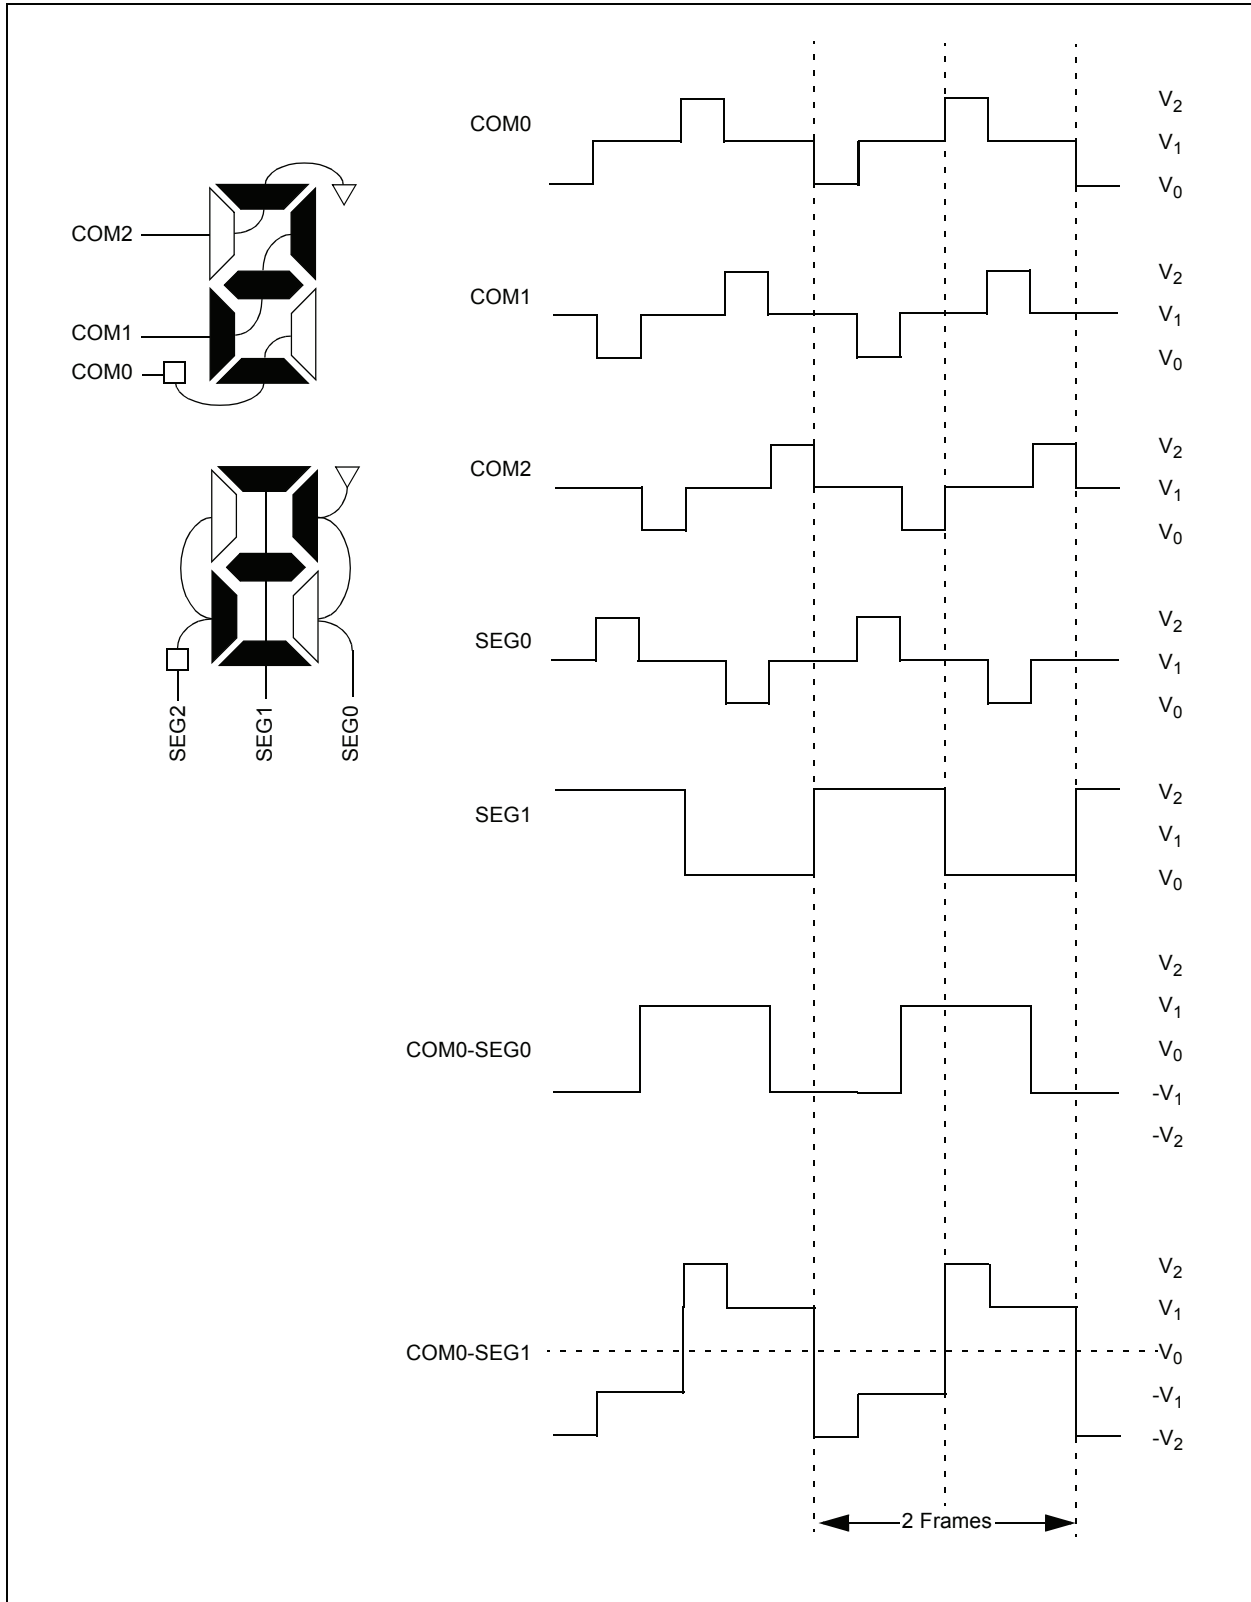 COM2
COM1
COM0
SEG2
SEG1
SEG0
COM0
V2
V1
V0
COM1
V2
V1
V0
COM2
V2
V1
V0
SEG0
V2
V1
V0
SEG1
V2
V1
V0
COM0-SEG0
V2
V1
V0
-V1
-V2
COM0-SEG1
V2
V1
V0
-V1
-V2
2 Frames